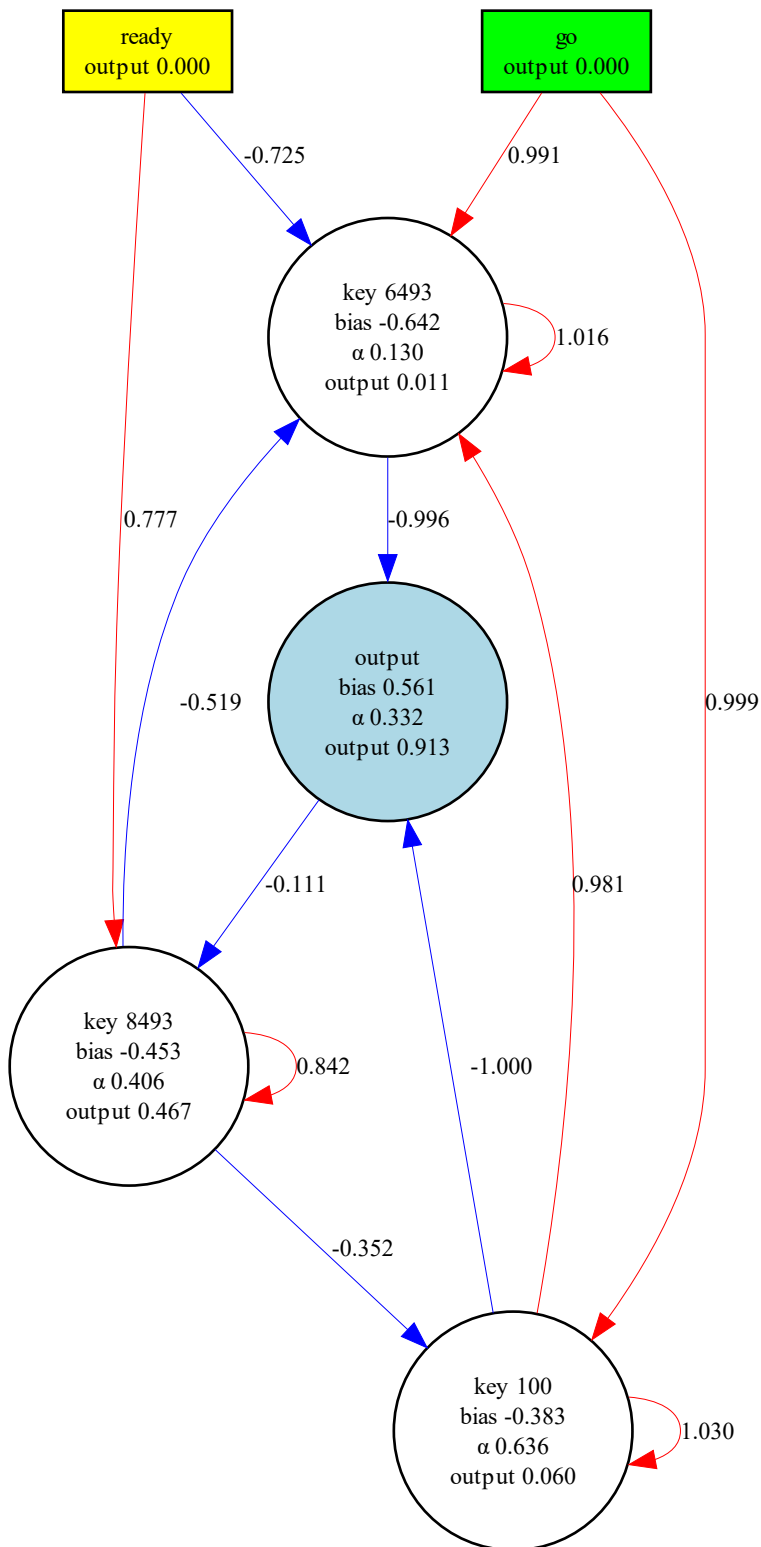 ready
output 0.000
go
output 0.000
-0.725
0.991
key 6493
bias -0.642
α 0.130
output 0.011
1.016
0.777
-0.996
-0.519
output
bias 0.561
α 0.332
output 0.913
0.999
-0.111
0.981
key 8493
bias -0.453
α 0.406
output 0.467
0.842
-1.000
-0.352
key 100
bias -0.383
α 0.636
output 0.060
1.030